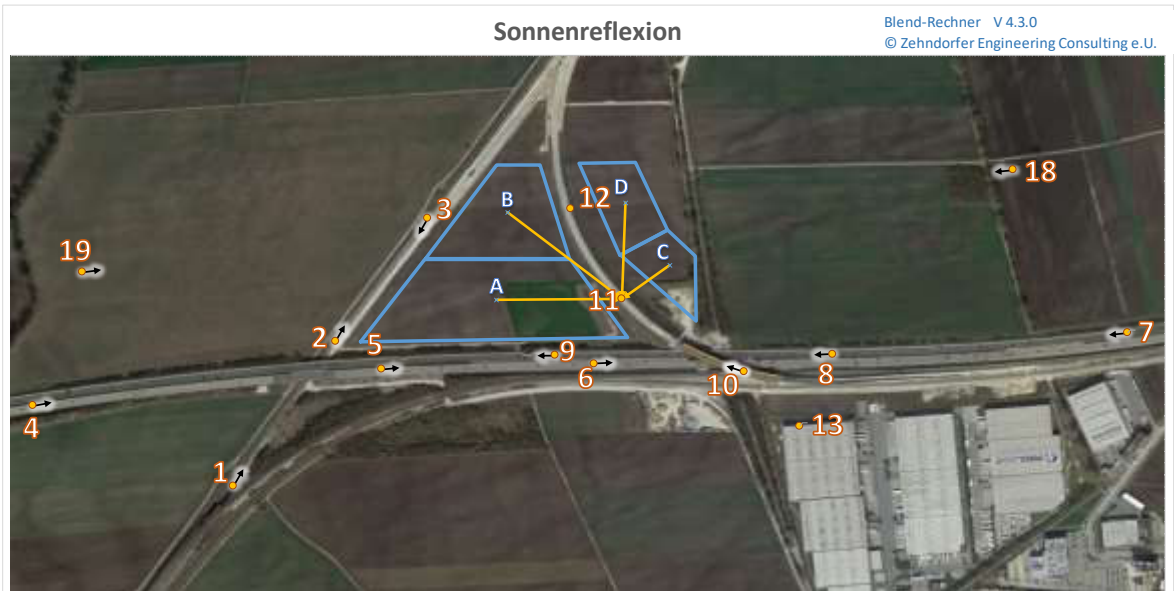 Sonnenreflexion
Blend-Rechner V 4.3.0
© Zehndorfer Engineering Consulting e.U.
18
B
D
12
3
19
C
A
11
2
5
9
6
8
7
10
4
13
1